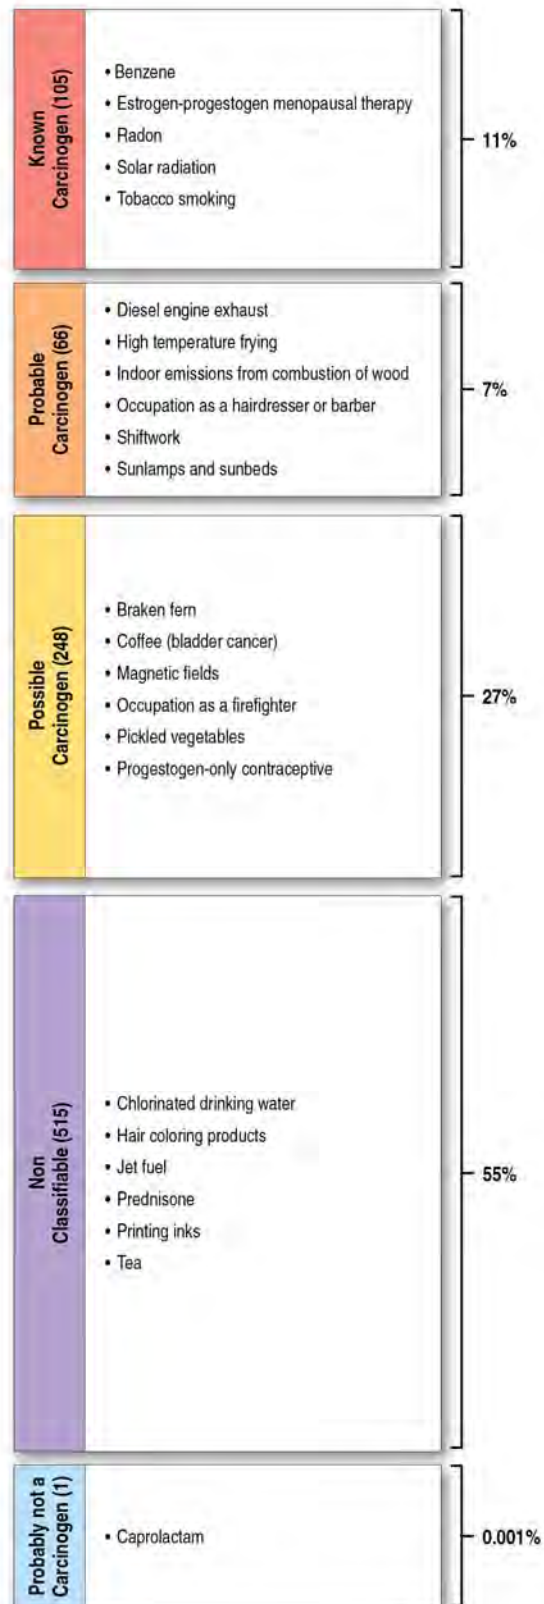 Known
Carcinogen (105)
• Benzene
• Estrogen-progestogen menopausal therapy
• Radon
• Solar radiation
• Tobacco smoking
11%
Probable
Carcinogen (66)
• Diesel engine exhaust
• High temperature frying
• Indoor emissions from combustion of wood
• Occupation as a hairdresser or barber
• Shiftwork
• Sunlamps and sunbeds
7%
Possible
Carcinogen (248)
• Braken fern
• Coffee (bladder cancer)
• Magnetic fields
• Occupation as a firefighter
• Pickled vegetables
• Progestogen-only contraceptive
27%
Non
Classifiable (515)
• Chlorinated drinking water
• Hair coloring products
• Jet fuel
• Prednisone
• Printing inks
• Tea
55%
Probably not a
Carcinogen (1)
• Caprolactam
0.001%